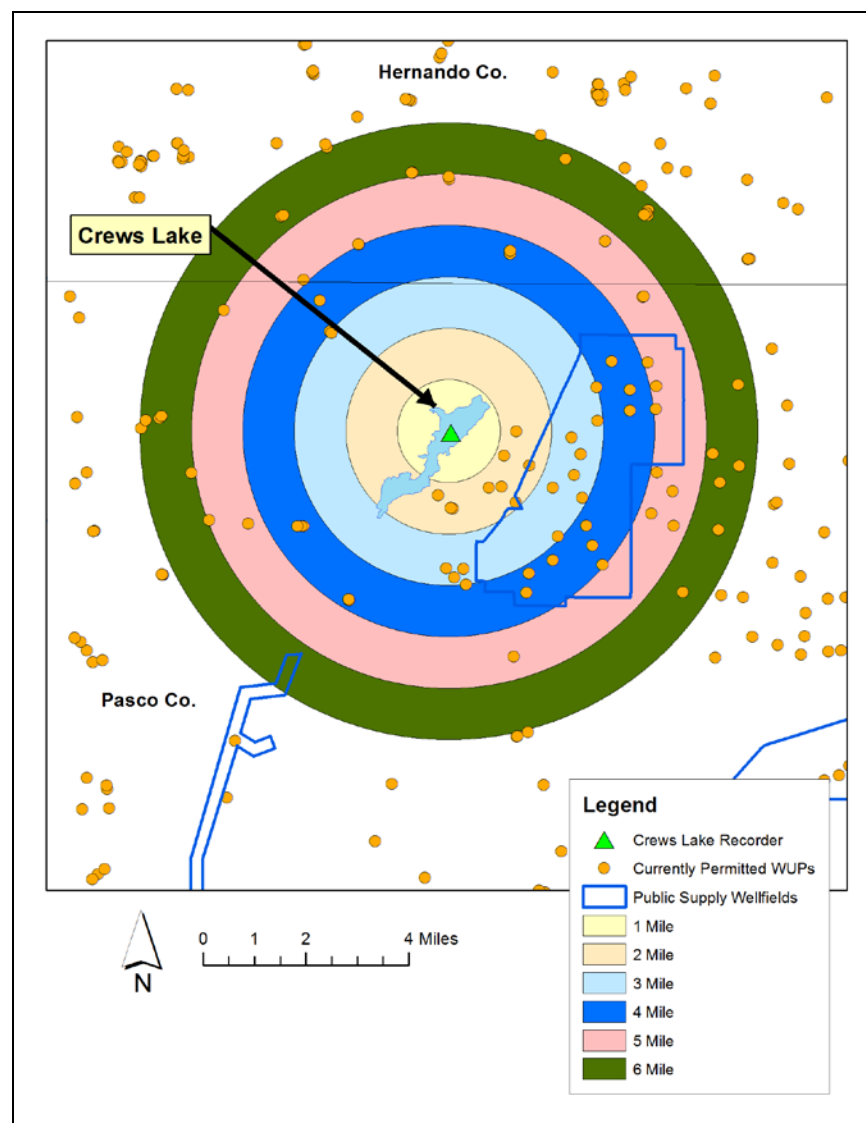 Hernando Co.
Crews Lake
Pasco Co.
Legend
Crews Lake Recorder
Currently Permitted WUPs
Public Supply Wellfields
1 Mile
2 Mile
3 Mile
4 Mile
5 Mile
6 Mile
0 1 2 4 Miles
N